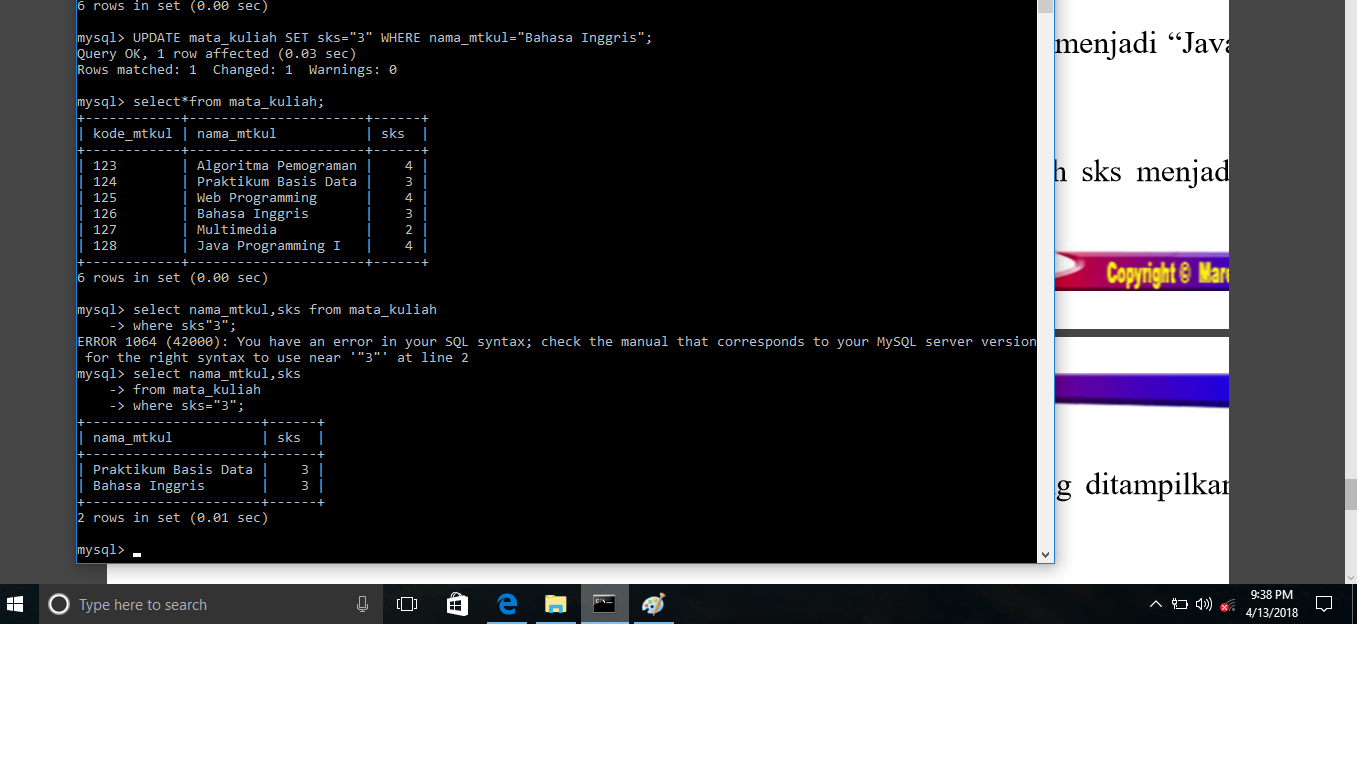 6 rows in set (0.00 sec)
mysql> UPDATE mata_kuliah SET sks="3" WHERE nama_mtkul="Bahasa Inggris";
Query OK, 1 row affected (0.03 sec)
Rows matched: 1  Changed: 1  Warnings: 0
mysql> select*from mata_kuliah;
+------------+----------------------+------+
| kode_mtkul | nama_mtkul           | sks  |
+------------+----------------------+------+
| 123        | Algoritma Pemograman |    4 |
| 124        | Praktikum Basis Data |    3 |
| 125        | Web Programming      |    4 |
| 126        | Bahasa Inggris       |    3 |
| 127        | Multimedia           |    2 |
| 128        | Java Programming I   |    4 |
+------------+----------------------+------+
6 rows in set (0.00 sec)
mysql> select nama_mtkul,sks from mata_kuliah
    -> where sks"3";
ERROR 1064 (42000): You have an error in your SQL syntax; check the manual that corresponds to your MySQL server version
 for the right syntax to use near '"3"' at line 2
mysql> select nama_mtkul,sks
    -> from mata_kuliah
    -> where sks="3";
+----------------------+------+
| nama_mtkul           | sks  |
+----------------------+------+
| Praktikum Basis Data |    3 |
| Bahasa Inggris       |    3 |
+----------------------+------+
2 rows in set (0.01 sec)
mysql>
menjadi “Java
h sks menjad
Copyright © Marc
g ditampilkan
Type here to search
9:38 PM
4/13/2018